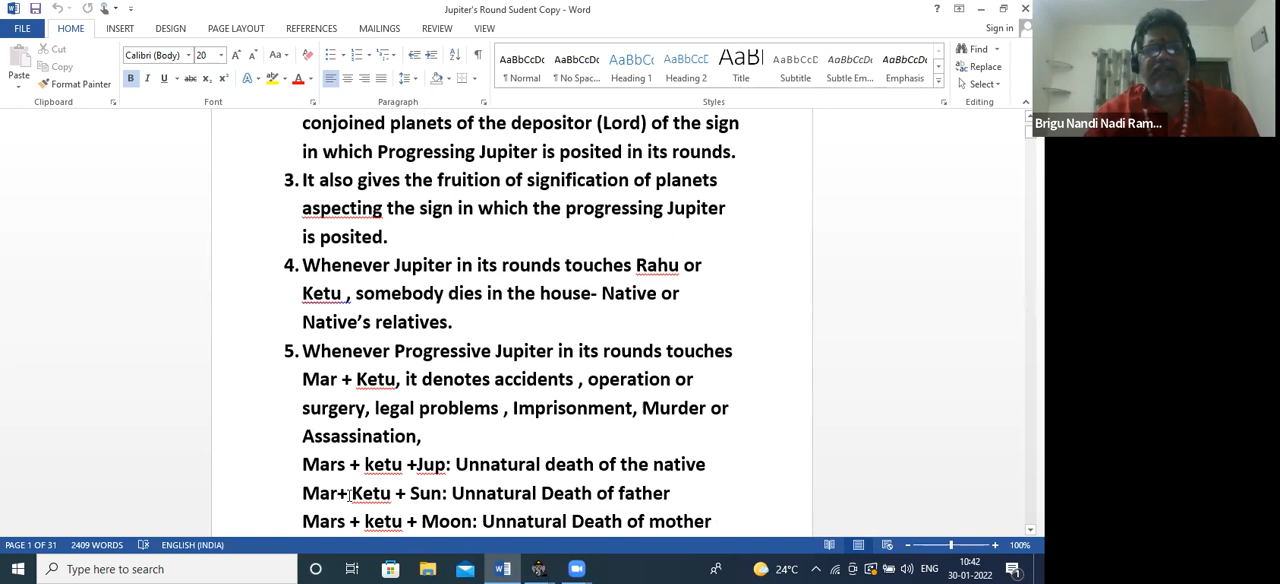 Jupiter's Round Sudent Copy - Word
Sign in
FILE HOME INSERT DESIGN PAGE LAYOUT REFERENCES MAILINGS REVIEW VIEW
Cut
Copy
Format Painter
Paste
Calibri (Body) 20
AaBbCcDc AaBbCcDc AaBbCc AaBbCcD AaBl AaBbCcD AaBbCcDc AaBbCcDc
¶ Normal ¶ No Spac... Heading 1 Heading 2 Title Subtitle Subtle Em... Emphasis
Find
Replace
Select
Clipboard Font Paragraph Styles Editing
Brigu Nandi Nadi Ram...
conjoined planets of the depositor (Lord) of the sign
in which Progressing Jupiter is posited in its rounds.
3. It also gives the fruition of signification of planets
aspecting the sign in which the progressing Jupiter
is posited.
4. Whenever Jupiter in its rounds touches Rahu or
Ketu , somebody dies in the house- Native or
Native's relatives.
5. Whenever Progressive Jupiter in its rounds touches
Mar + Ketu, it denotes accidents , operation or
surgery, legal problems , Imprisonment, Murder or
Assassination,
Mars + ketu +Jup: Unnatural death of the native
Mar+ Ketu + Sun: Unnatural Death of father
Mars + ketu + Moon: Unnatural Death of mother
PAGE 1 OF 31 2409 WORDS ENGLISH (INDIA) 100%
Type here to search
24°C
ENG
10:42
30-01-2022